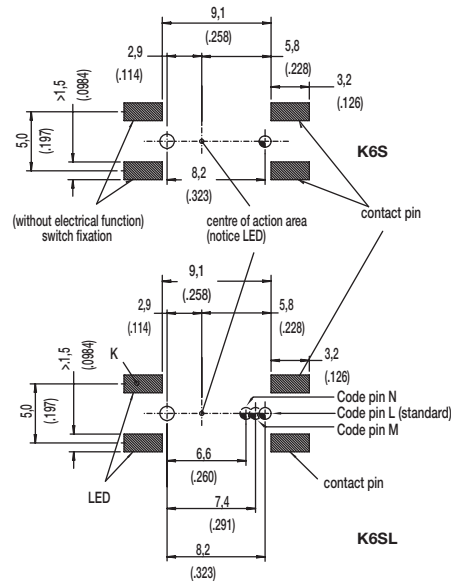 9,1
(.258)
2,9
(.114)
5,8
(.228)
>1,5
(.0984)
3,2
(.126)
5,0
(.197)
K6S
8,2
(.323)
(without electrical function)
switch fixation
centre of action area
(notice LED)
contact pin
9,1
(.258)
2,9
(.114)
5,8
(.228)
>1,5
(.0984)
K
3,2
(.126)
5,0
(.197)
Code pin N
Code pin L (standard)
Code pin M
6,6
(.260)
LED
contact pin
7,4
(.291)
K6SL
8,2
(.323)